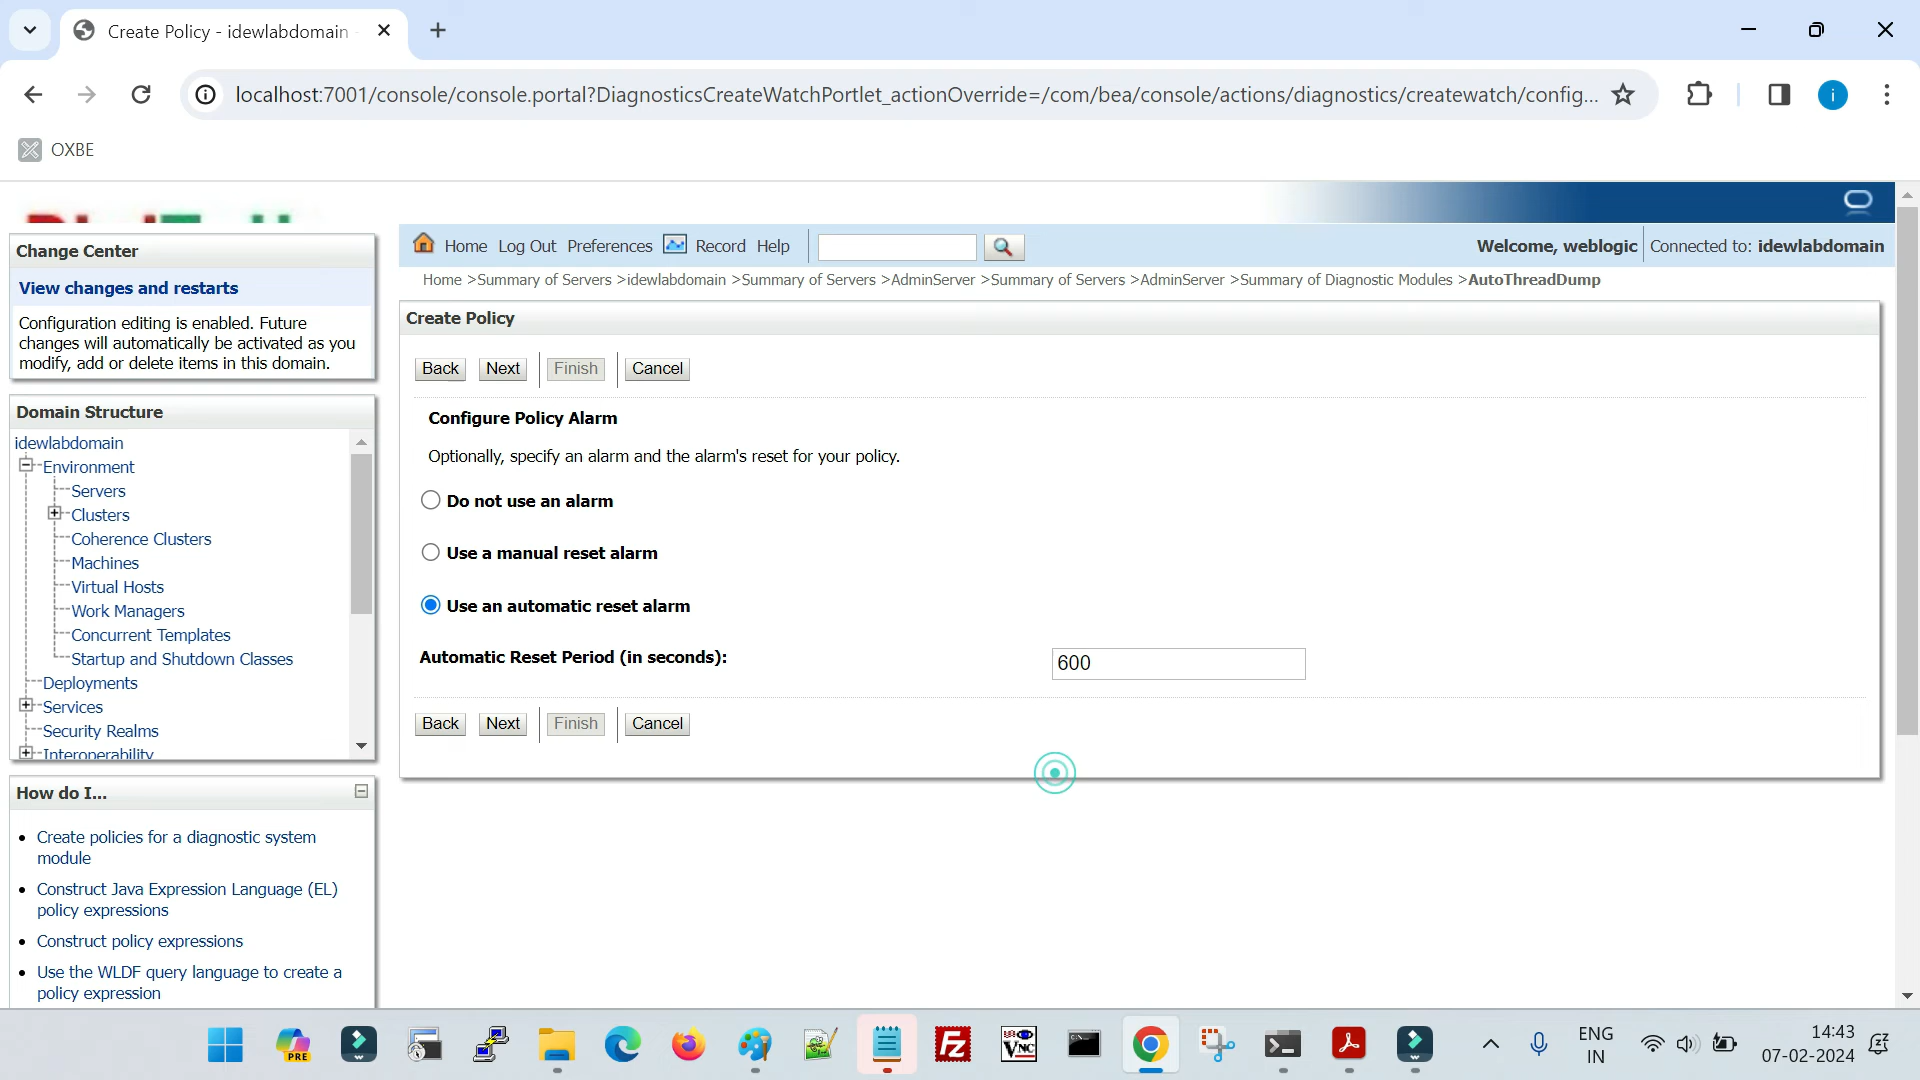 Create Policy - idewlabdomain
localhost:7001/console/console.portal?DiagnosticsCreateWatchPortlet_actionOverride=/com/bea/console/actions/diagnostics/createwatch/config...
i
OXBE
Change Center
View changes and restarts
Configuration editing is enabled. Future
changes will automatically be activated as you
modify, add or delete items in this domain.
Domain Structure
idewlabdomain
Environment
Servers
Clusters
Coherence Clusters
Machines
Virtual Hosts
Work Managers
Concurrent Templates
Startup and Shutdown Classes
Deployments
Services
Security Realms
Interoperability
How do I...
Create policies for a diagnostic system
module
Construct Java Expression Language (EL)
policy expressions
Construct policy expressions
Use the WLDF query language to create a
policy expression
Home Log Out Preferences Record Help
Welcome, weblogic Connected to: idewlabdomain
Home >Summary of Servers >idewlabdomain >Summary of Servers >AdminServer >Summary of Servers >AdminServer >Summary of Diagnostic Modules >AutoThreadDump
Create Policy
Back Next Finish Cancel
Configure Policy Alarm
Optionally, specify an alarm and the alarm's reset for your policy.
Do not use an alarm
Use a manual reset alarm
Use an automatic reset alarm
Automatic Reset Period (in seconds): 600
Back Next Finish Cancel
PRE
VNC
ENG
IN
14:43
07-02-2024